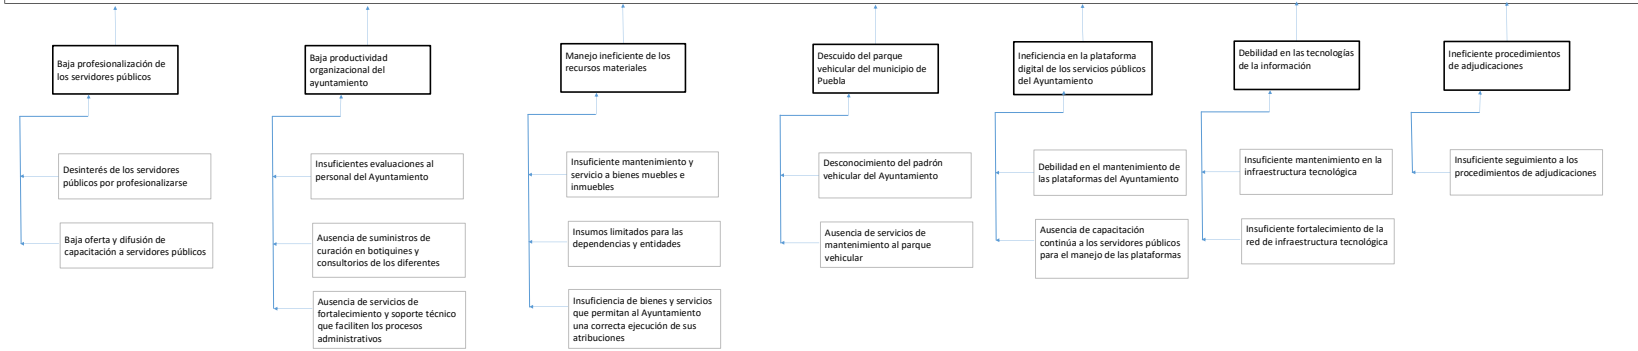 Baja profesionalización de
los servidores públicos
Desinterés de los servidores
públicos por profesionalizarse
Baja oferta y difusión de
capacitación a servidores públicos
Baja productividad
organizacional del
ayuntamiento
Insuficientes evaluaciones al
personal del Ayuntamiento
Ausencia de suministros de
curación en botiquines y
consultorios de los diferentes
Ausencia de servicios de
fortalecimiento y soporte técnico
que faciliten los procesos
administrativos
Manejo ineficiente de los
recursos materiales
Insuficiente mantenimiento y
servicio a bienes muebles e
inmuebles
Insumos limitados para las
dependencias y entidades
Insuficiencia de bienes y servicios
que permitan al Ayuntamiento
una correcta ejecución de sus
atribuciones
Descuido del parque
vehicular del municipio de
Puebla
Desconocimiento del padrón
vehicular del Ayuntamiento
Ausencia de servicios de
mantenimiento al parque
vehicular
Ineficiencia en la plataforma
digital de los servicios públicos
del Ayuntamiento
Debilidad en el mantenimiento de
las plataformas del Ayuntamiento
Ausencia de capacitación
continúa a los servidores públicos
para el manejo de las plataformas
Debilidad en las tecnologías
de la información
Insuficiente mantenimiento en la
infraestructura tecnológica
Insuficiente fortalecimiento de la
red de infraestructura tecnológica
Ineficiente procedimientos
de adjudicaciones
Insuficiente seguimiento a los
procedimientos de adjudicaciones